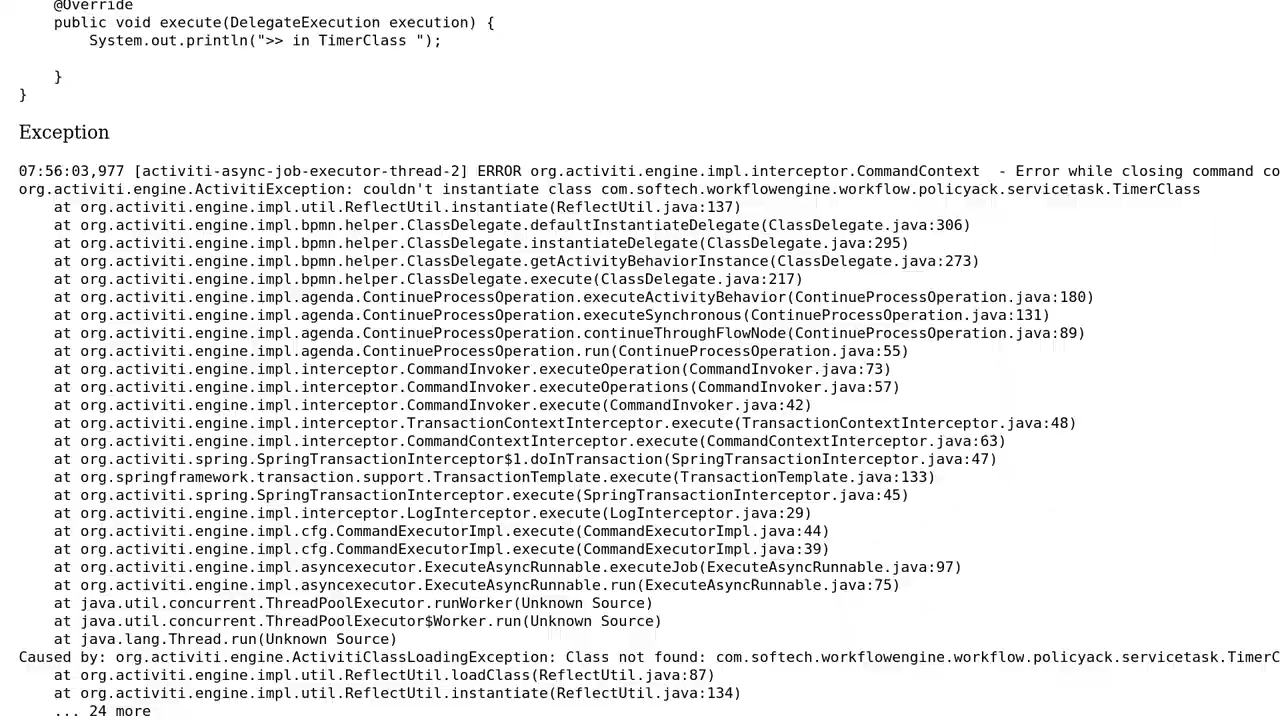 @Override
public void execute(DelegateExecution execution) {
System.out.println(">> in TimerClass ");
}
}
Exception
07:56:03,977 [activiti-async-job-executor-thread-2] ERROR org.activiti.engine.impl.interceptor.CommandContext  - Error while closing command co
org.activiti.engine.ActivitiException: couldn't instantiate class com.softech.workflowengine.workflow.policyack.servicetask.TimerClass
at org.activiti.engine.impl.util.ReflectUtil.instantiate(ReflectUtil.java:137)
at org.activiti.engine.impl.bpmn.helper.ClassDelegate.defaultInstantiateDelegate(ClassDelegate.java:306)
at org.activiti.engine.impl.bpmn.helper.ClassDelegate.instantiateDelegate(ClassDelegate.java:295)
at org.activiti.engine.impl.bpmn.helper.ClassDelegate.getActivityBehaviorInstance(ClassDelegate.java:273)
at org.activiti.engine.impl.bpmn.helper.ClassDelegate.execute(ClassDelegate.java:217)
at org.activiti.engine.impl.agenda.ContinueProcessOperation.executeActivityBehavior(ContinueProcessOperation.java:180)
at org.activiti.engine.impl.agenda.ContinueProcessOperation.executeSynchronous(ContinueProcessOperation.java:131)
at org.activiti.engine.impl.agenda.ContinueProcessOperation.continueThroughFlowNode(ContinueProcessOperation.java:89)
at org.activiti.engine.impl.agenda.ContinueProcessOperation.run(ContinueProcessOperation.java:55)
at org.activiti.engine.impl.interceptor.CommandInvoker.executeOperation(CommandInvoker.java:73)
at org.activiti.engine.impl.interceptor.CommandInvoker.executeOperations(CommandInvoker.java:57)
at org.activiti.engine.impl.interceptor.CommandInvoker.execute(CommandInvoker.java:42)
at org.activiti.engine.impl.interceptor.TransactionContextInterceptor.execute(TransactionContextInterceptor.java:48)
at org.activiti.engine.impl.interceptor.CommandContextInterceptor.execute(CommandContextInterceptor.java:63)
at org.activiti.spring.SpringTransactionInterceptor$1.doInTransaction(SpringTransactionInterceptor.java:47)
at org.springframework.transaction.support.TransactionTemplate.execute(TransactionTemplate.java:133)
at org.activiti.spring.SpringTransactionInterceptor.execute(SpringTransactionInterceptor.java:45)
at org.activiti.engine.impl.interceptor.LogInterceptor.execute(LogInterceptor.java:29)
at org.activiti.engine.impl.cfg.CommandExecutorImpl.execute(CommandExecutorImpl.java:44)
at org.activiti.engine.impl.cfg.CommandExecutorImpl.execute(CommandExecutorImpl.java:39)
at org.activiti.engine.impl.asyncexecutor.ExecuteAsyncRunnable.executeJob(ExecuteAsyncRunnable.java:97)
at org.activiti.engine.impl.asyncexecutor.ExecuteAsyncRunnable.run(ExecuteAsyncRunnable.java:75)
at java.util.concurrent.ThreadPoolExecutor.runWorker(Unknown Source)
at java.util.concurrent.ThreadPoolExecutor$Worker.run(Unknown Source)
at java.lang.Thread.run(Unknown Source)
Caused by: org.activiti.engine.ActivitiClassLoadingException: Class not found: com.softech.workflowengine.workflow.policyack.servicetask.TimerC
at org.activiti.engine.impl.util.ReflectUtil.loadClass(ReflectUtil.java:87)
at org.activiti.engine.impl.util.ReflectUtil.instantiate(ReflectUtil.java:134)
... 24 more